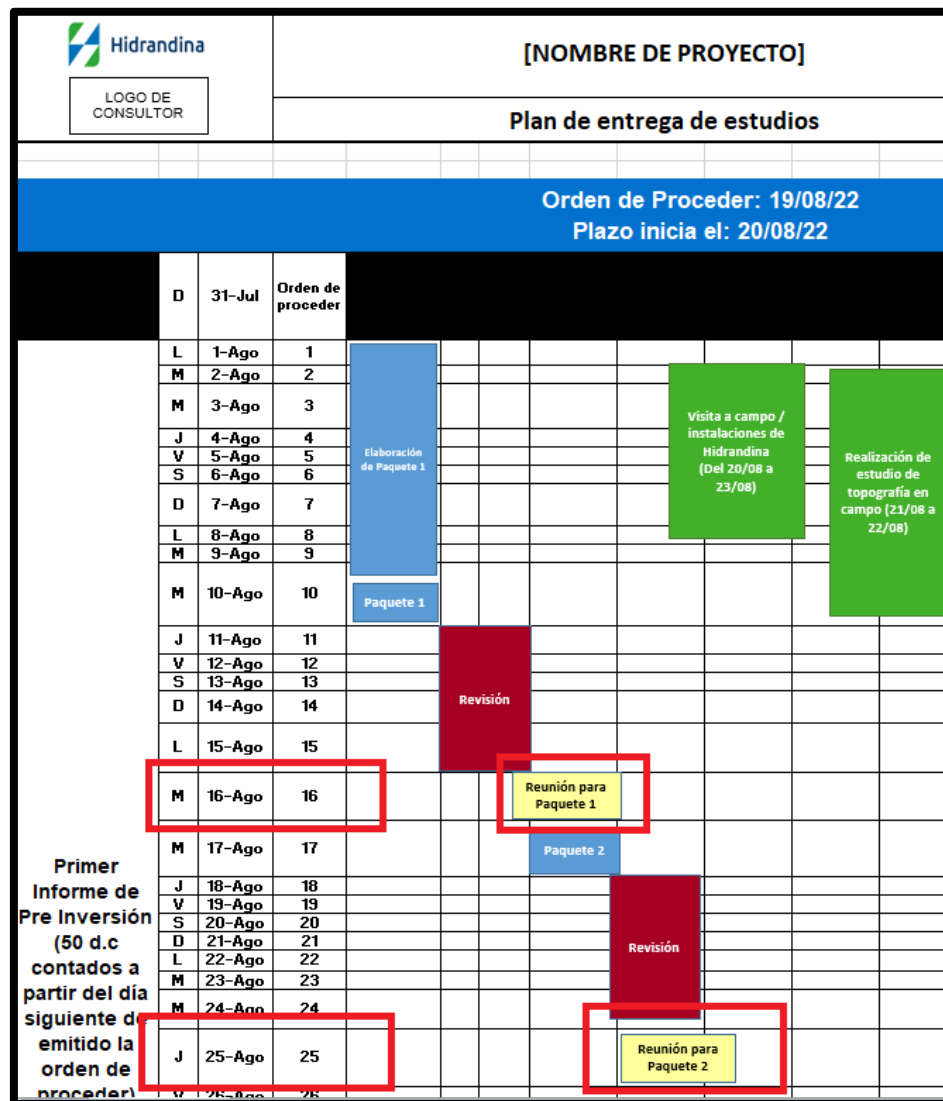 Hidrandina
LOGO DE
CONSULTOR
[NOMBRE DE PROYECTO]
Plan de entrega de estudios
Orden de Proceder: 19/08/22
Plazo inicia el: 20/08/22
D 31-Jul Orden de
proceder
L 1-Ago 1
M 2-Ago 2
M 3-Ago 3
J 4-Ago 4
V 5-Ago 5
S 6-Ago 6
D 7-Ago 7
L 8-Ago 8
M 9-Ago 9
M 10-Ago 10
J 11-Ago 11
V 12-Ago 12
S 13-Ago 13
D 14-Ago 14
L 15-Ago 15
M 16-Ago 16
M 17-Ago 17
J 18-Ago 18
V 19-Ago 19
S 20-Ago 20
D 21-Ago 21
L 22-Ago 22
M 23-Ago 23
M 24-Ago 24
J 25-Ago 25
V 26-Ago 26
Elaboración
de Paquete 1
Paquete 1
Visita a campo /
instalaciones de
Hidrandina
(Del 20/08 a
23/08)
Realización de
estudio de
topografía en
campo (21/08 a
22/08)
Revisión
Reunión para
Paquete 1
Paquete 2
Revisión
Reunión para
Paquete 2
Primer
Informe de
Pre Inversión
(50 d.c
contados a
partir del día
siguiente de
emitido la
orden de
proceder)